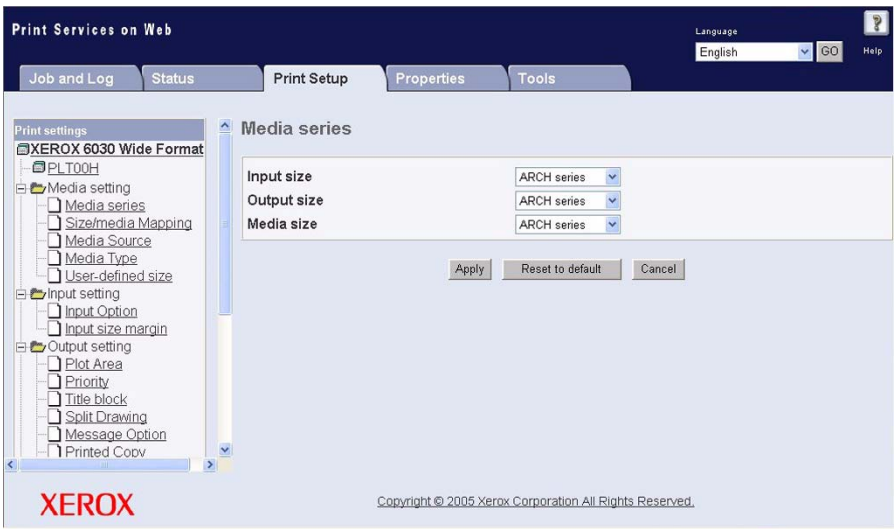 Print Services on Web
Language
English
GO
Help
Job and Log
Status
Print Setup
Properties
Tools
Print settings
XEROX 6030 Wide Format
PLT00H
Media setting
Media series
Size/media Mapping
Media Source
Media Type
User-defined size
Input setting
Input Option
Input size margin
Output setting
Plot Area
Priority
Title block
Split Drawing
Message Option
Printed Copy
Media series
Input size ARCH series
Output size ARCH series
Media size ARCH series
Apply Reset to default Cancel
XEROX
Copyright © 2005 Xerox Corporation All Rights Reserved.